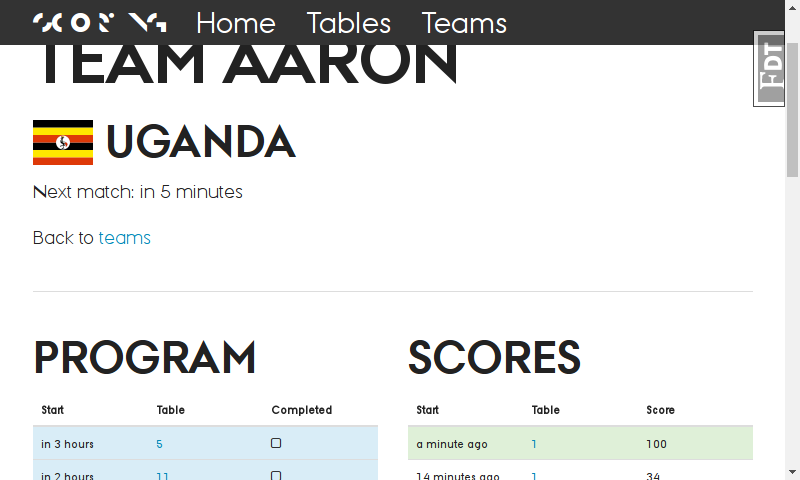 SCORING Home Tables Teams
FDT
TEAM AARON
UGANDA
Next match: in 5 minutes
Back to teams
PROGRAM
Start Table Completed
in 3 hours 5
in 2 hours 11
SCORES
Start Table Score
a minute ago 1 100
14 minutes ago 1 34